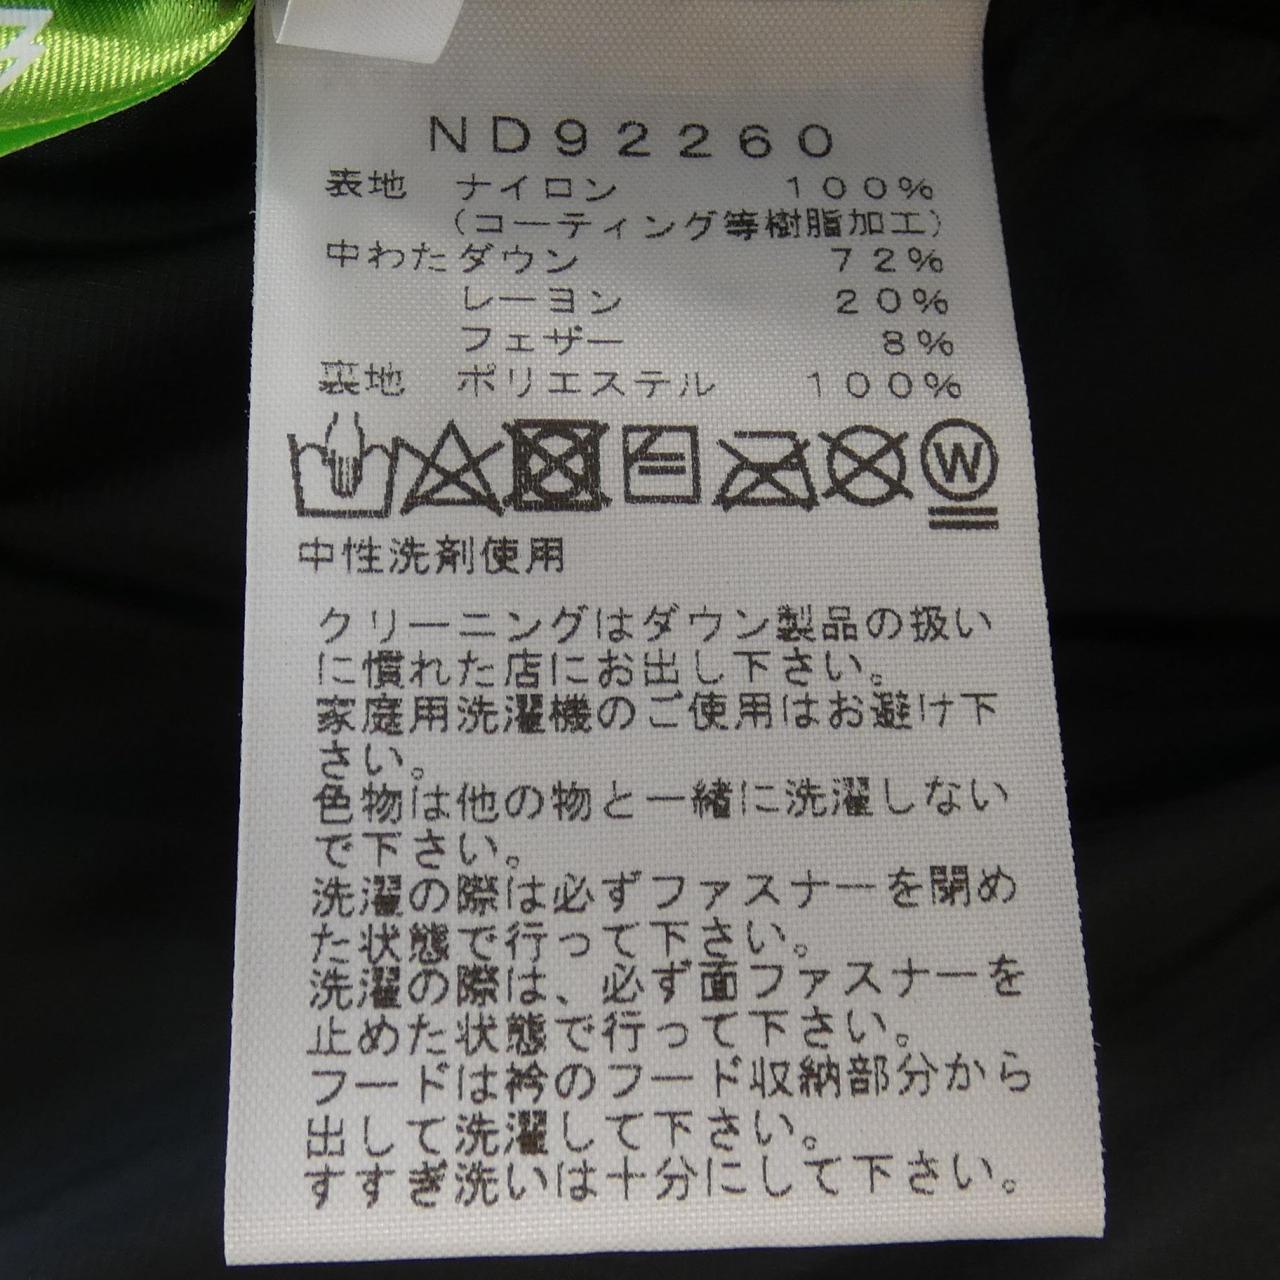 ND92260
表地 ナイロン 100%
(コーティング等樹脂加工)
中わた ダウン 72%
レーヨン 20%
フェザー 8%
裏地 ポリエステル 100%
W
中性洗剤使用
クリーニングはダウン製品の扱い
に慣れた店にお出し下さい。
家庭用洗濯機のご使用はお避け下
さい。
色物は他の物と一緒に洗濯しない
で下さい。
洗濯の際は必ずファスナーを閉め
た状態で行って下さい。
洗濯の際は、必ず面ファスナーを
止めた状態で行って下さい。
フードは衿のフード収納部分から
出して洗濯して下さい。
すすぎ洗いは十分にして下さい。